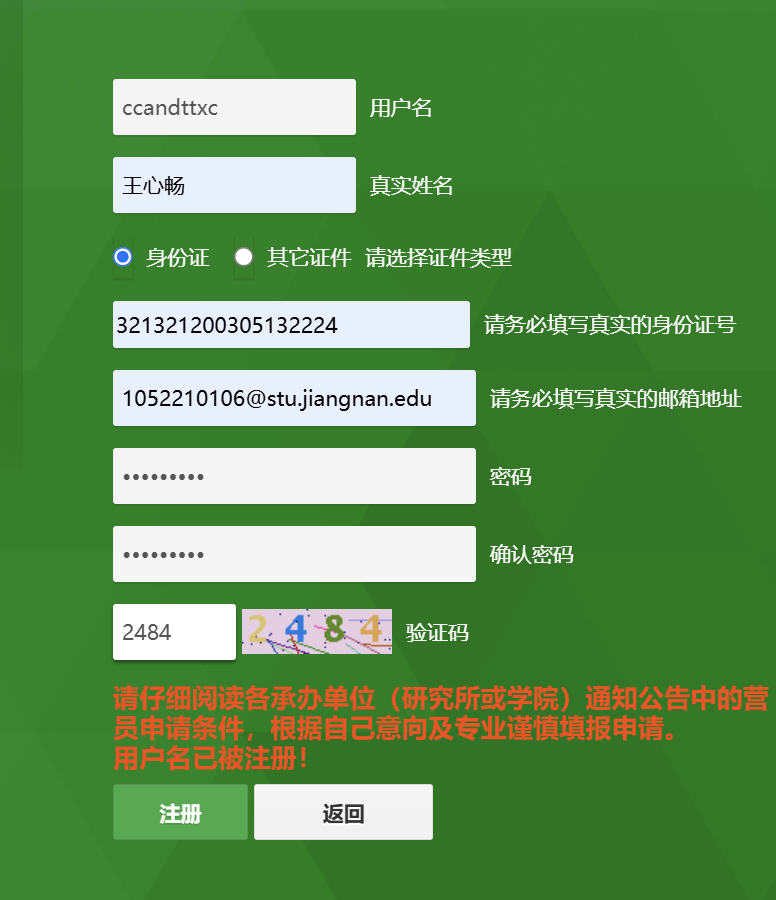 ccandttxc 用户名
王心畅 真实姓名
身份证 其它证件 请选择证件类型
321321200305132224 请务必填写真实的身份证号
1052210106@stu.jiangnan.edu 请务必填写真实的邮箱地址
••••••••• 密码
••••••••• 确认密码
2484 2484 验证码
请仔细阅读各承办单位（研究所或学院）通知公告中的营
员申请条件，根据自己意向及专业谨慎填报申请。
用户名已被注册！
注册 返回